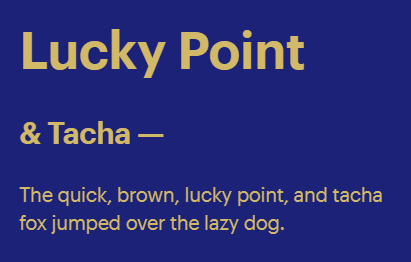 Lucky Point
& Tacha —
The quick, brown, lucky point, and tacha
fox jumped over the lazy dog.